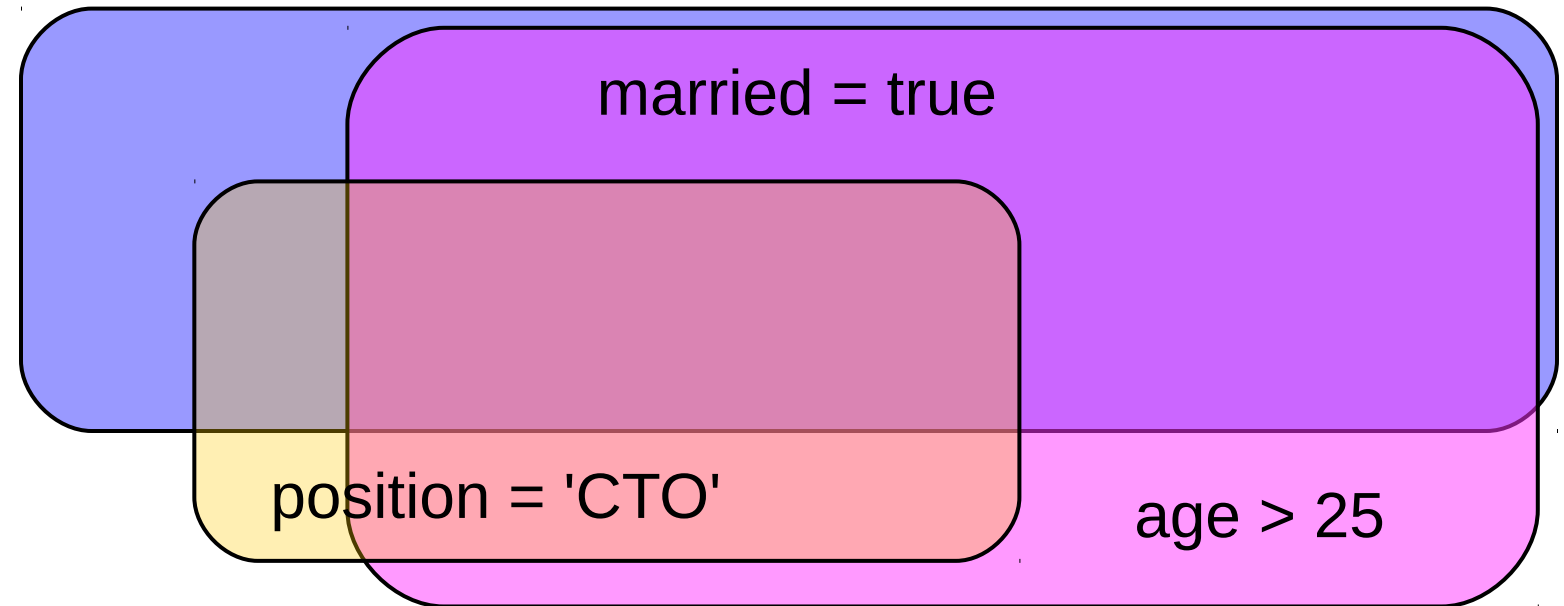 married = true
position = 'CTO'
age > 25